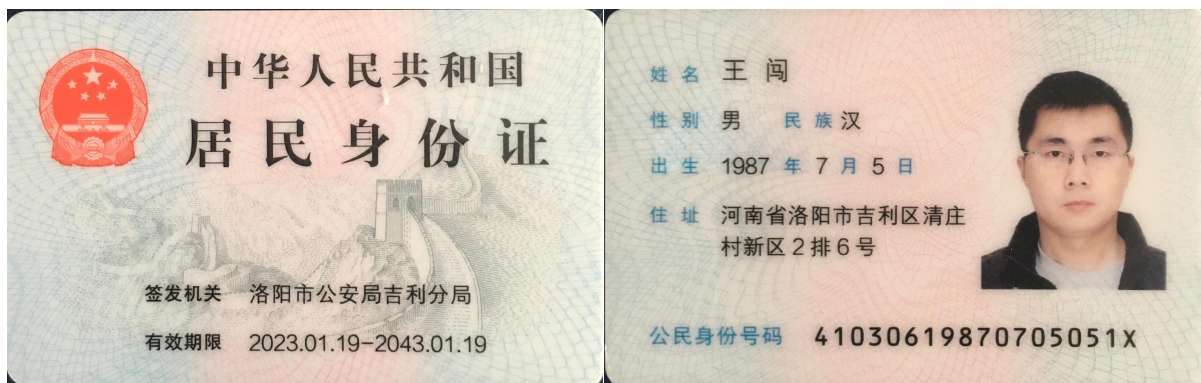 中华人民共和国
居民身份证
签发机关 洛阳市公安局吉利分局
有效期限 2023.01.19-2043.01.19
姓名 王闯
性别 男 民族 汉
出生 1987 年 7 月 5 日
住址 河南省洛阳市吉利区清庄
村新区2排6号
公民身份号码 41030619870705051X